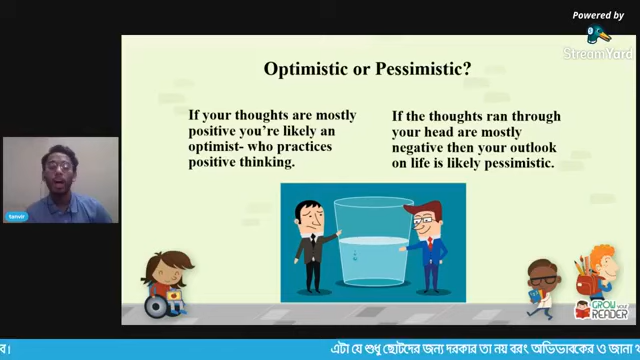 Powered by
StreamYard
Optimistic or Pessimistic?
If your thoughts are mostly
positive you're likely an
optimist- who practices
positive thinking.
If the thoughts ran through
your head are mostly
negative then your outlook
on life is likely pessimistic.
tanvir
GROW YOUR
READER
এটা যে শুধু ছোটদের জন্য দরকার তা নয় বরং অভিভাবকের ও জানা